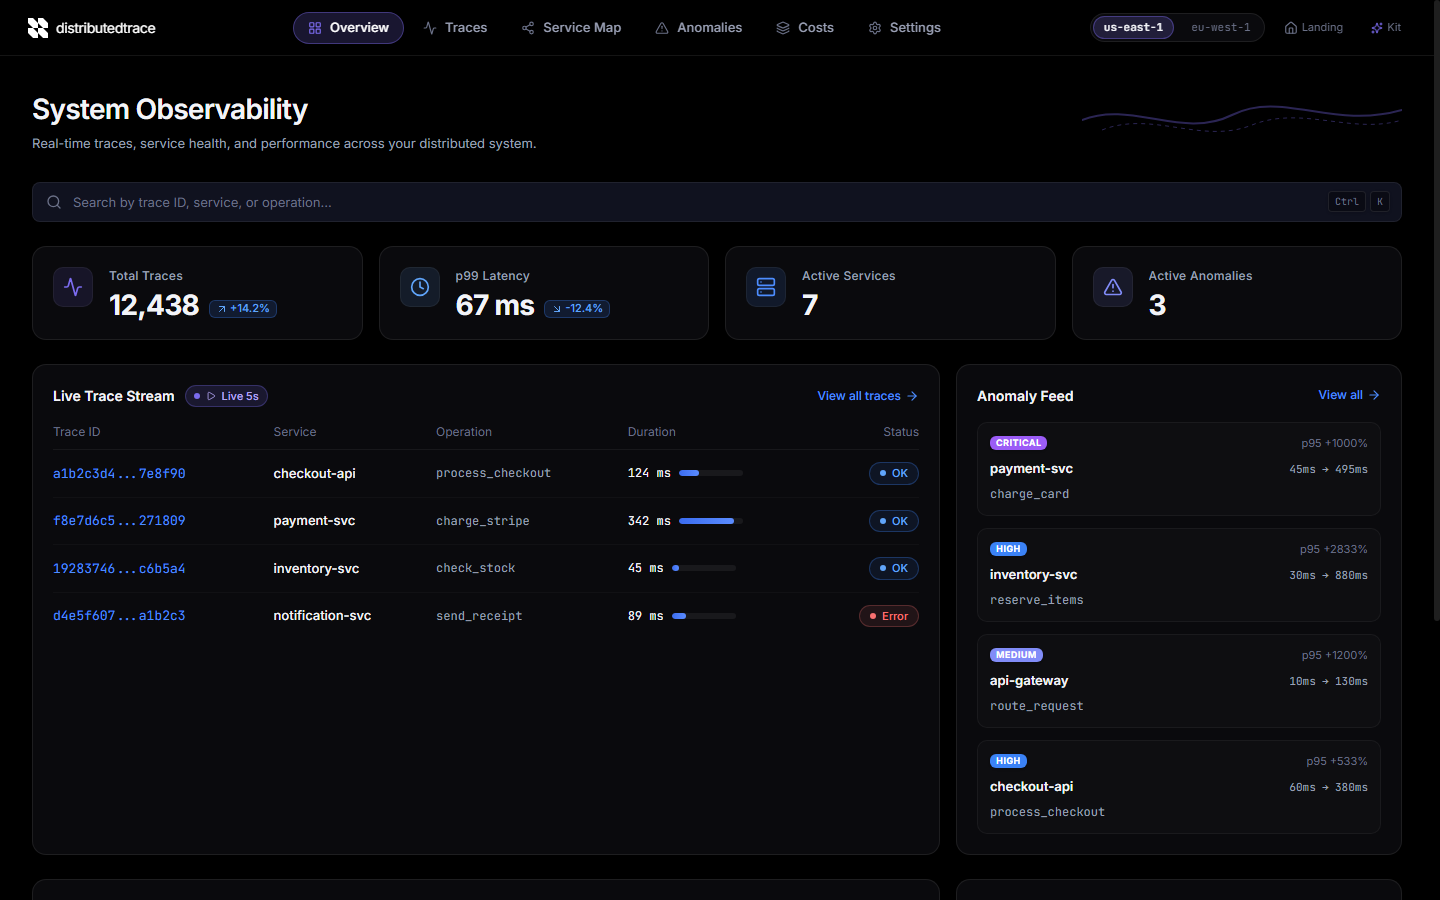 distributedtrace
Overview
Traces
Service Map
Anomalies
Costs
Settings
us-east-1
eu-west-1
Landing
Kit
System Observability
Real-time traces, service health, and performance across your distributed system.
Search by trace ID, service, or operation...
Ctrl K
Total Traces
12,438 +14.2%
p99 Latency
67 ms -12.4%
Active Services
7
Active Anomalies
3
Live Trace Stream
Live 5s
View all traces
Trace ID Service Operation Duration Status
a1b2c3d4...7e8f90 checkout-api process_checkout 124 ms OK
f8e7d6c5...271809 payment-svc charge_stripe 342 ms OK
19283746...c6b5a4 inventory-svc check_stock 45 ms OK
d4e5f607...a1b2c3 notification-svc send_receipt 89 ms Error
Anomaly Feed
View all
CRITICAL p95 +1000%
payment-svc 45ms → 495ms
charge_card
HIGH p95 +2833%
inventory-svc 30ms → 880ms
reserve_items
MEDIUM p95 +1200%
api-gateway 10ms → 130ms
route_request
HIGH p95 +533%
checkout-api 60ms → 380ms
process_checkout